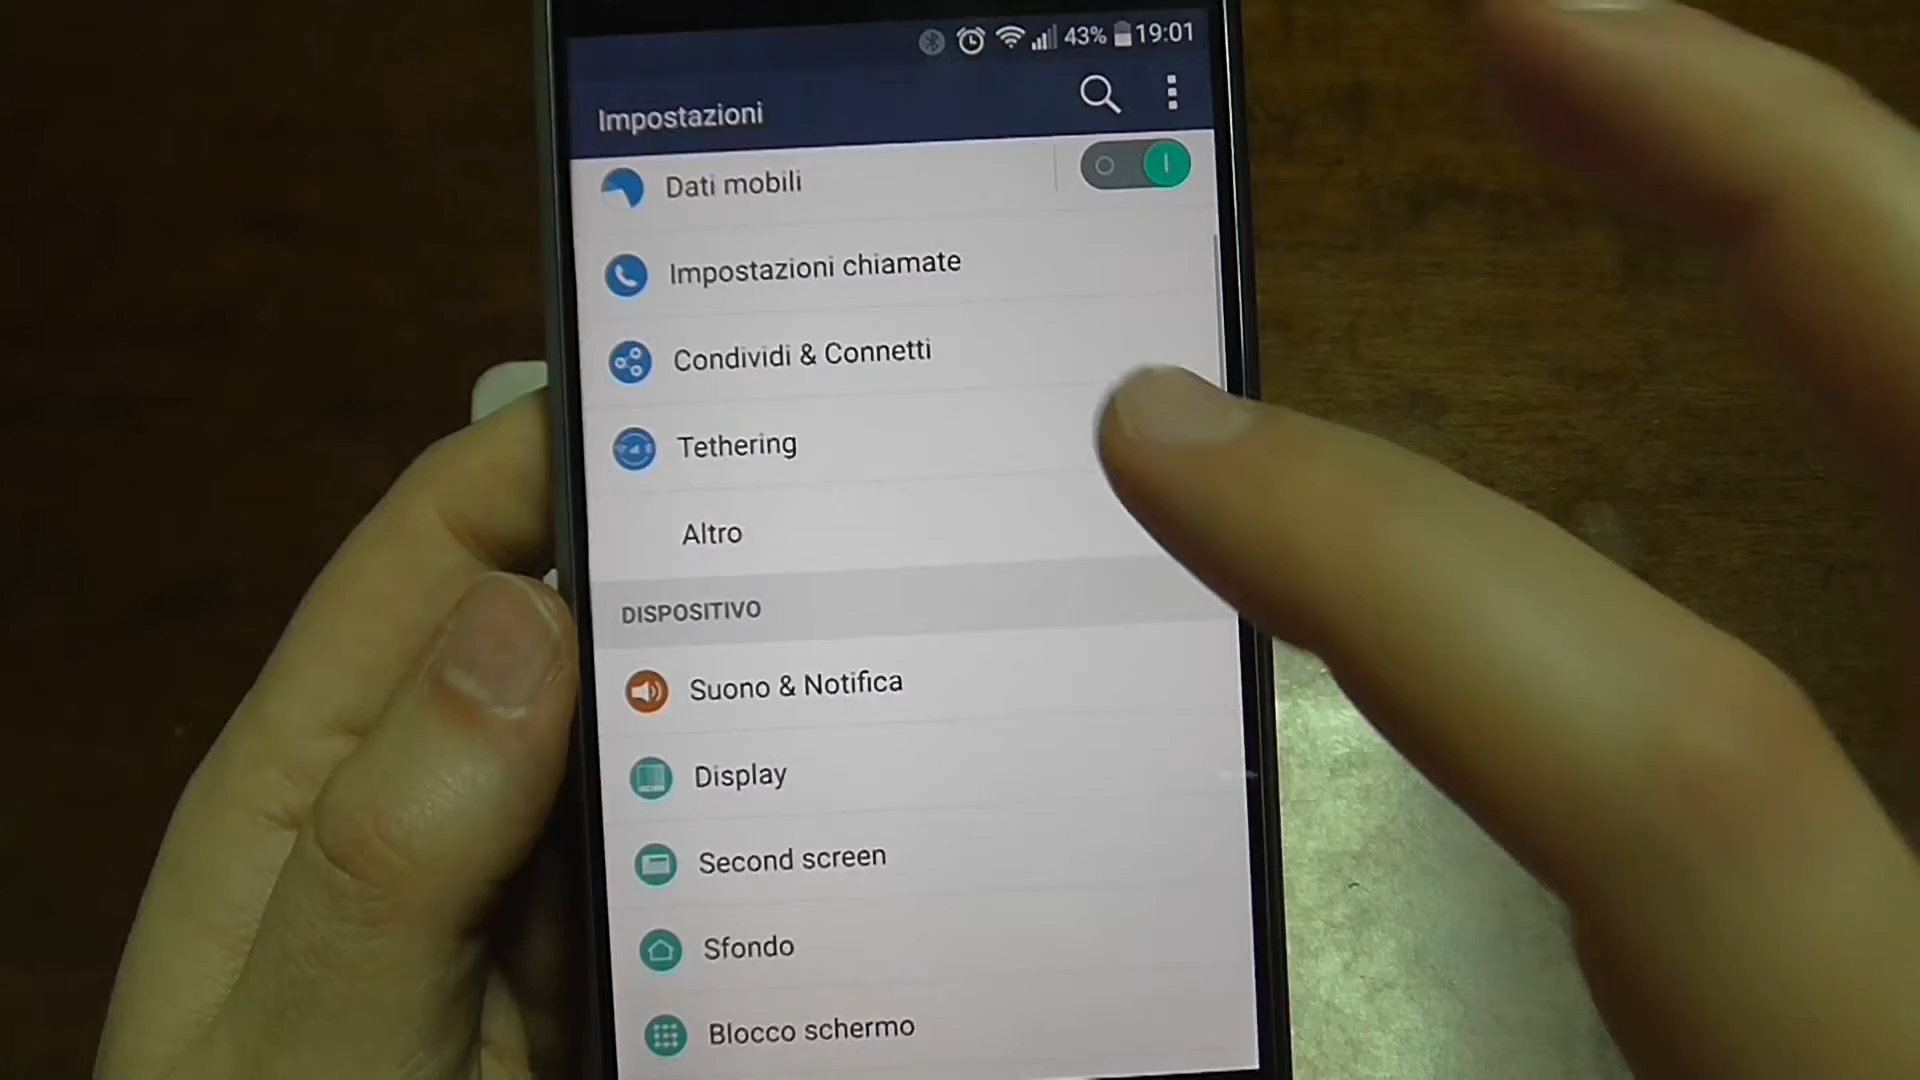 43% 19:01
Impostazioni
Dati mobili
Impostazioni chiamate
Condividi & Connetti
Tethering
Altro
DISPOSITIVO
Suono & Notifica
Display
Second screen
Sfondo
Blocco schermo